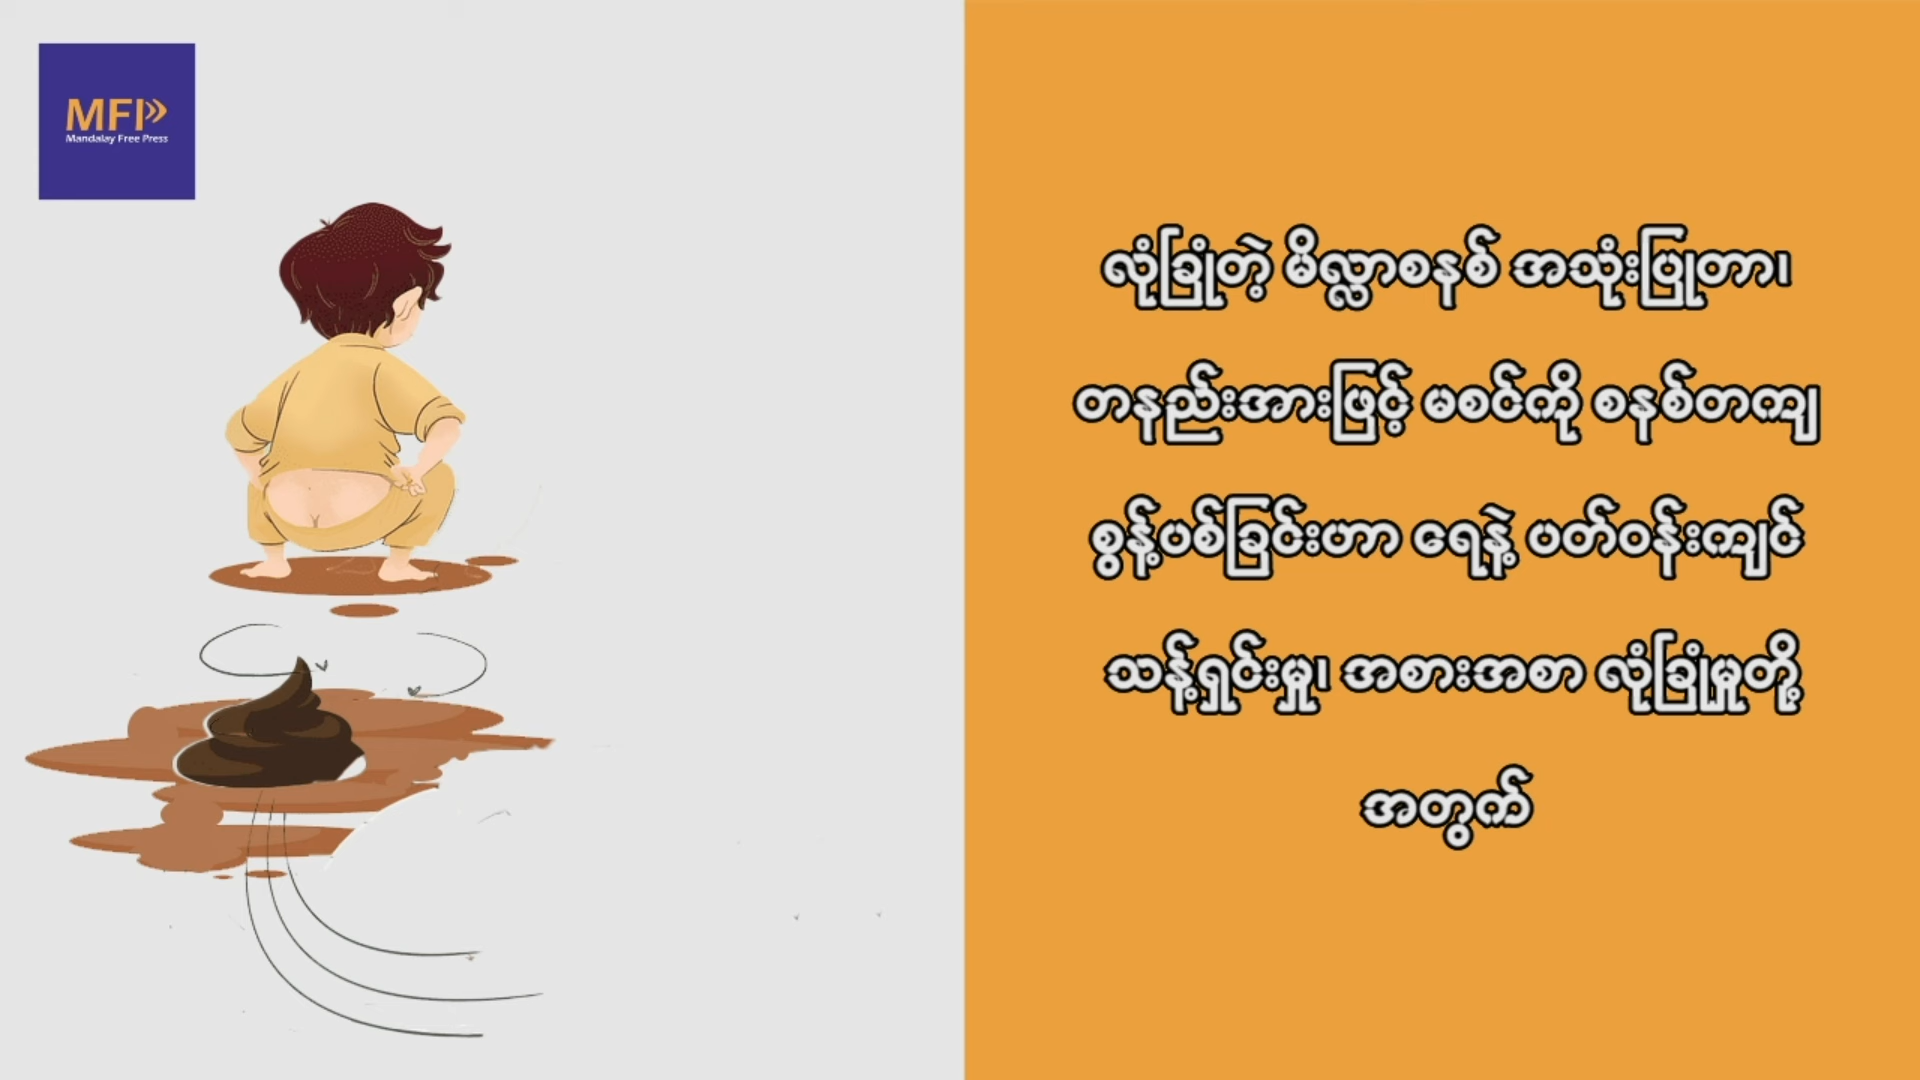 MFP
Mandalay Free Press
လုံခြုံတဲ့ မိလ္လာစနစ် အသုံးပြုတာ၊
တနည်းအားဖြင့် မစင်ကို စနစ်တကျ
စွန့်ပစ်ခြင်းဟာ ရေနဲ့ ပတ်ဝန်းကျင်
သန့်ရှင်းမှု၊ အစားအစာ လုံခြုံမှုတို့
အတွက်